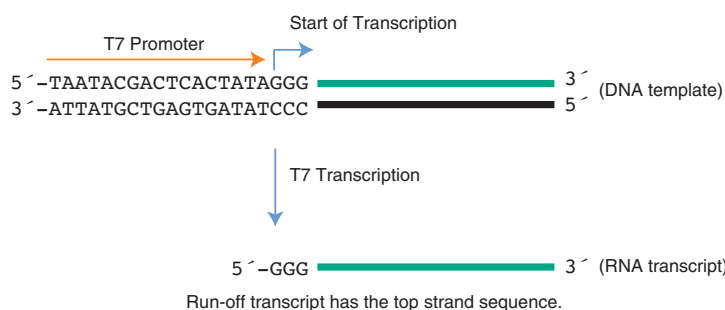 Start of Transcription
T7 Promoter
5´-TAATACGACTCACTATAGGG 3´
(DNA template)
3´-ATTATGCTGAGTGATATCCC 5´
T7 Transcription
5´-GGG 3´ (RNA transcript)
Run-off transcript has the top strand sequence.